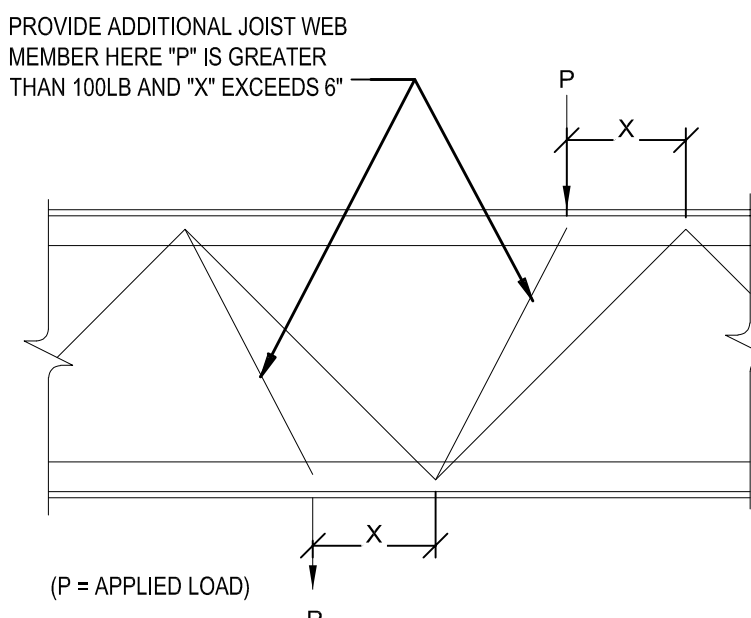 PROVIDE ADDITIONAL JOIST WEB
MEMBER HERE "P" IS GREATER
THAN 100LB AND "X" EXCEEDS 6"
P
X
X
(P = APPLIED LOAD)
P